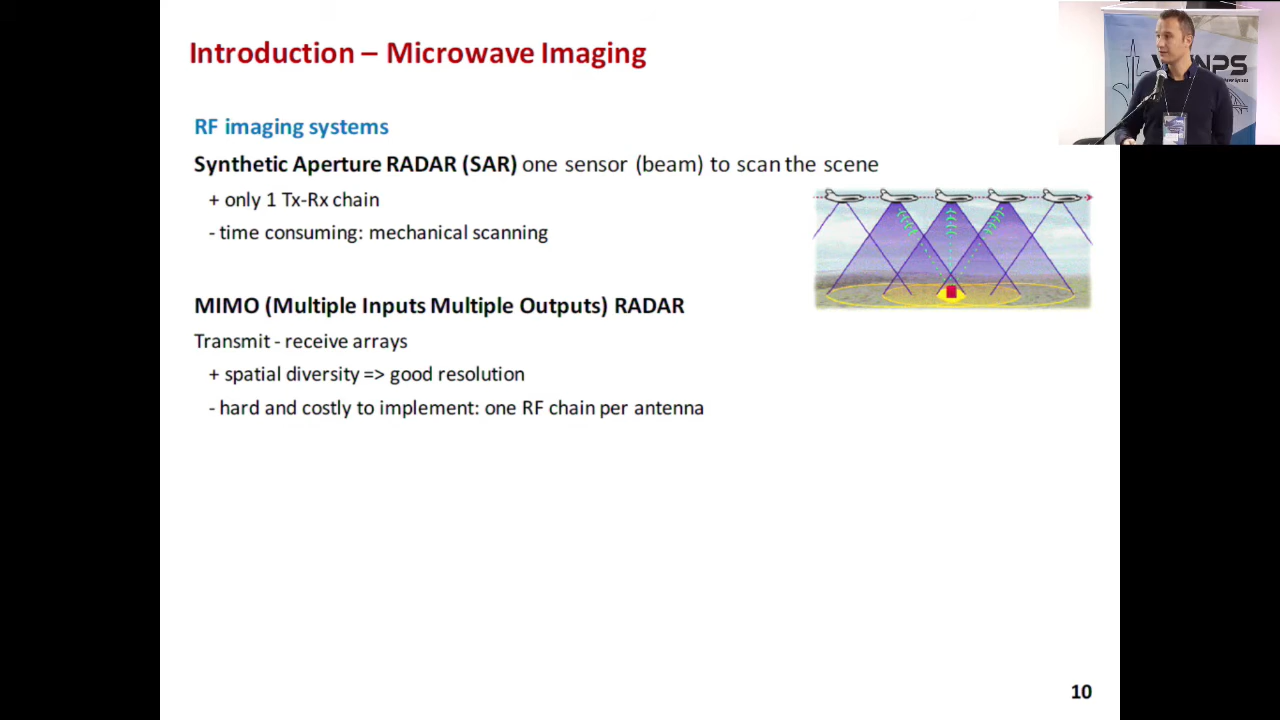 Introduction – Microwave Imaging
RF imaging systems
Synthetic Aperture RADAR (SAR) one sensor (beam) to scan the scene
+ only 1 Tx-Rx chain
- time consuming: mechanical scanning
MIMO (Multiple Inputs Multiple Outputs) RADAR
Transmit - receive arrays
+ spatial diversity => good resolution
- hard and costly to implement: one RF chain per antenna
10